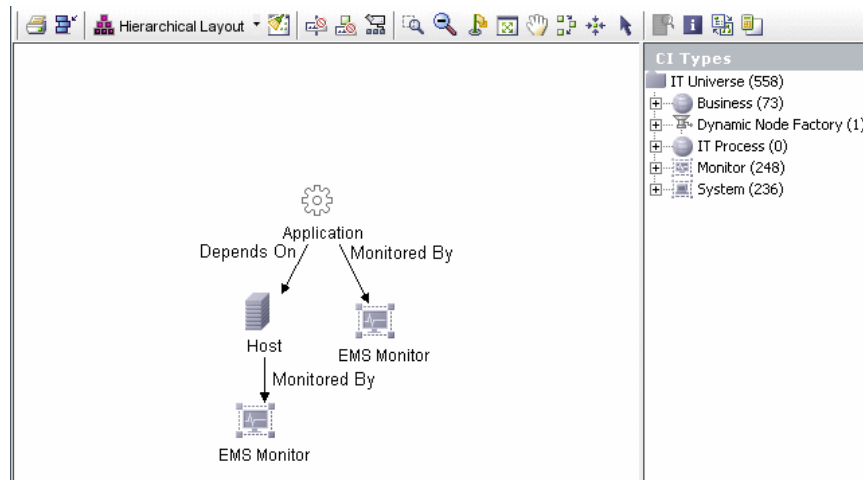 Hierarchical Layout
CI Types
IT Universe (558)
Business (73)
Dynamic Node Factory (1)
IT Process (0)
Monitor (248)
System (236)
Application
Depends On
Monitored By
Host
EMS Monitor
Monitored By
EMS Monitor